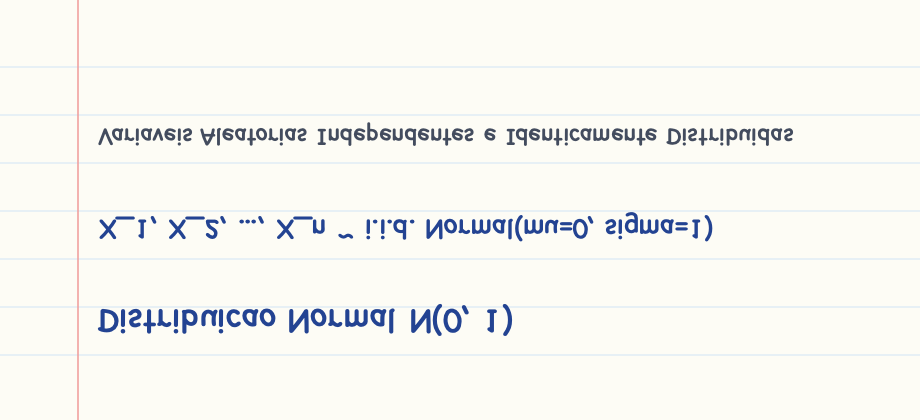 Distribuicao Normal N(0, 1)
X_1, X_2, ..., X_n ~ i.i.d. Normal(mu=0, sigma=1)
Variaveis Aleatorias Independentes e Identicamente Distribuidas